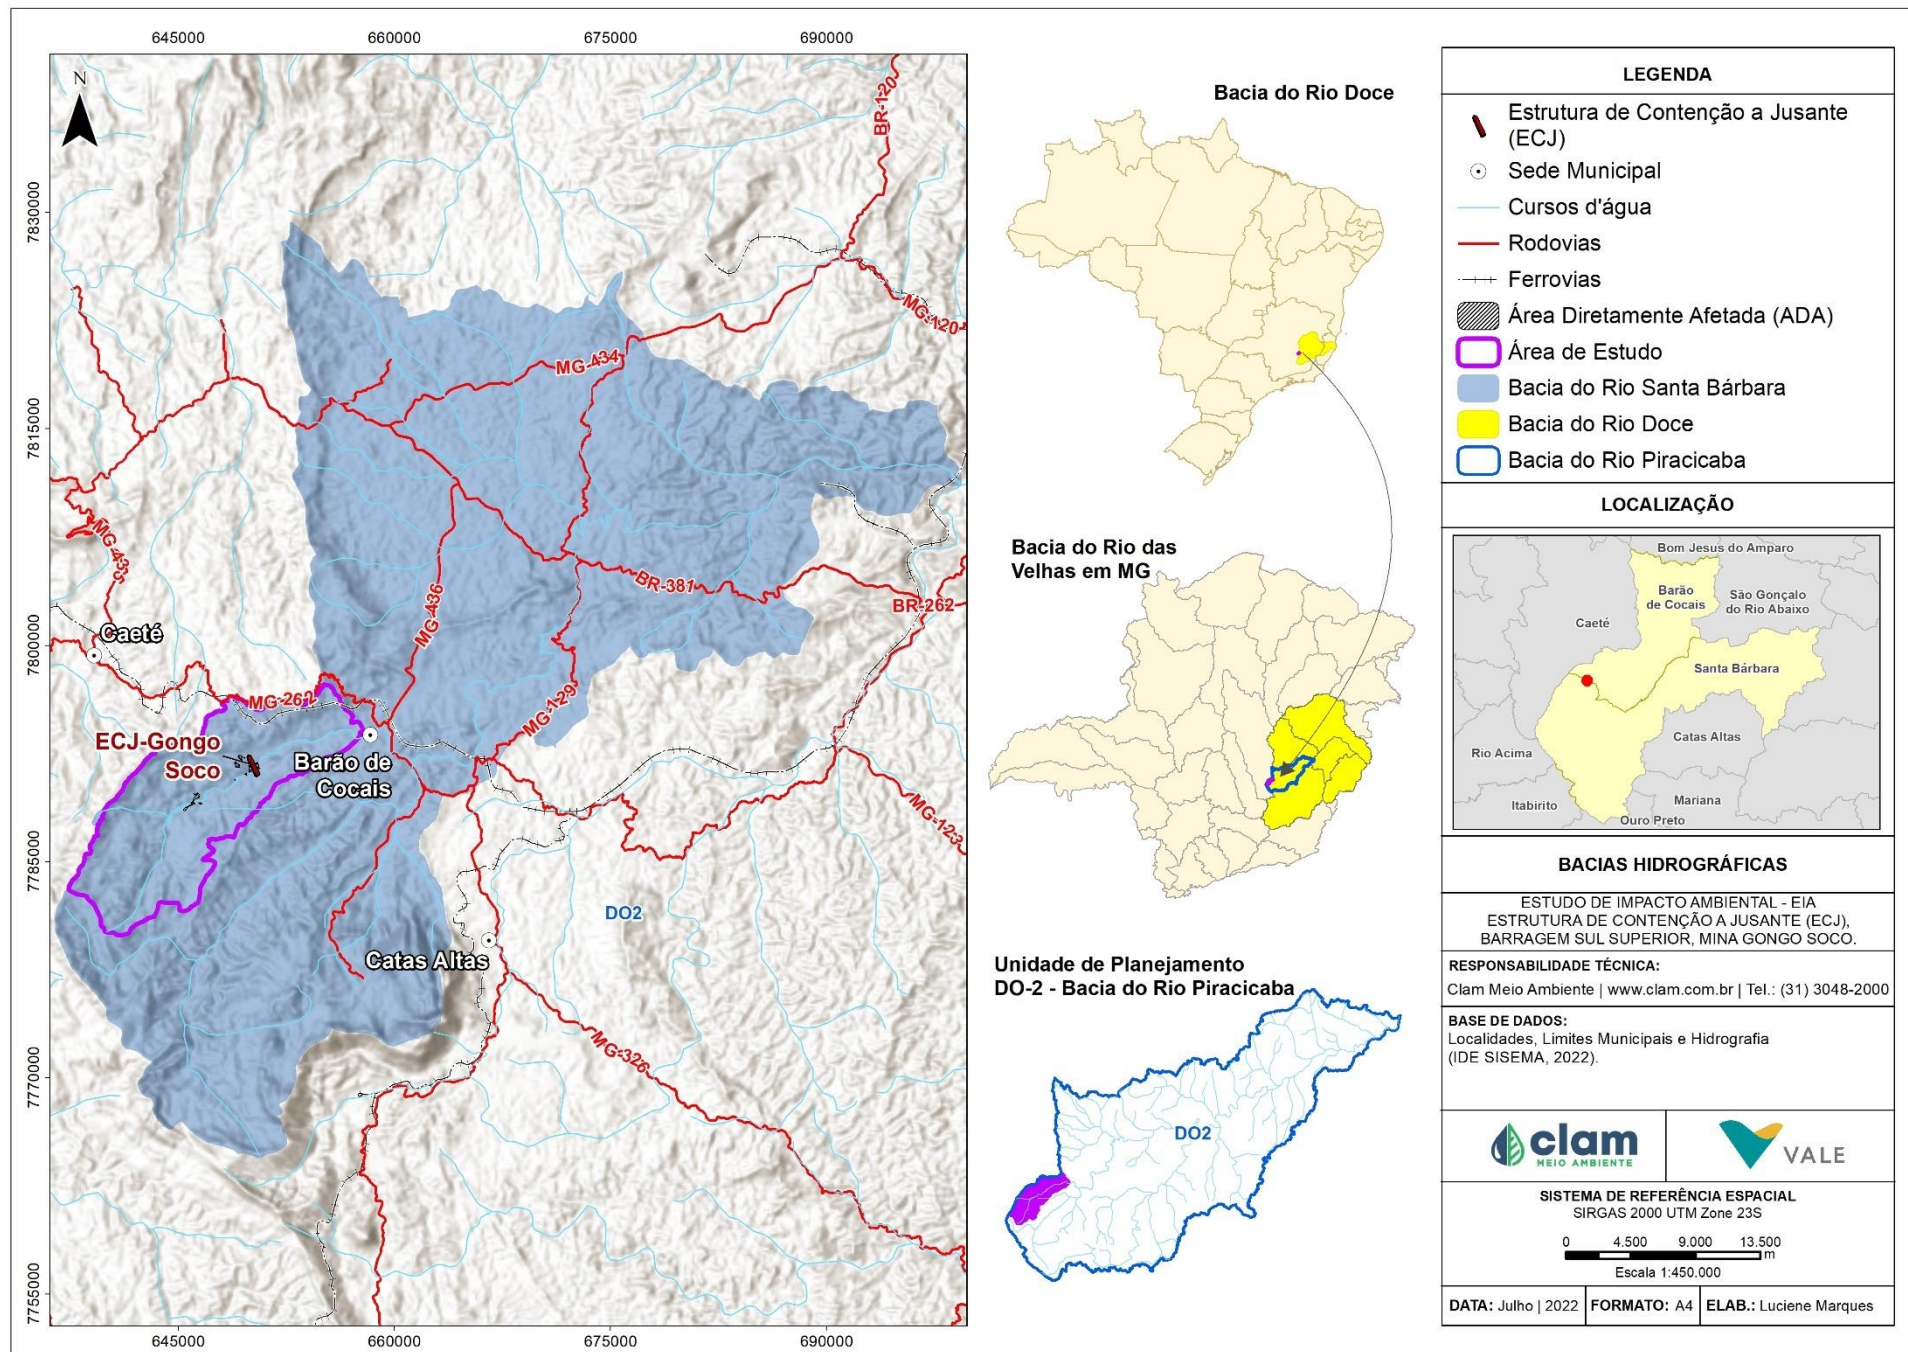 645000
660000
675000
690000
N
7830000
7815000
7800000
7785000
7770000
7755000
BR-120
MG-120
MG-434
MG-435
MG-436
BR-381
BR-262
Caeté
MG-262
MG-129
ECJ-Gongo
Soco
Barão de
Cocais
MG-123
DO2
Catas Altas
MG-326
645000
660000
675000
690000
Bacia do Rio Doce
Bacia do Rio das
Velhas em MG
Unidade de Planejamento
DO-2 - Bacia do Rio Piracicaba
DO2
LEGENDA
Estrutura de Contenção a Jusante
(ECJ)
Sede Municipal
Cursos d'água
Rodovias
Ferrovias
Área Diretamente Afetada (ADA)
Área de Estudo
Bacia do Rio Santa Bárbara
Bacia do Rio Doce
Bacia do Rio Piracicaba
LOCALIZAÇÃO
Bom Jesus do Amparo
Barão
de Cocais
São Gonçalo
do Rio Abaixo
Caeté
Santa Bárbara
Catas Altas
Rio Acima
Itabirito
Mariana
Ouro Preto
BACIAS HIDROGRÁFICAS
ESTUDO DE IMPACTO AMBIENTAL - EIA
ESTRUTURA DE CONTENÇÃO A JUSANTE (ECJ),
BARRAGEM SUL SUPERIOR, MINA GONGO SOCO.
RESPONSABILIDADE TÉCNICA:
Clam Meio Ambiente | www.clam.com.br | Tel.: (31) 3048-2000
BASE DE DADOS:
Localidades, Limites Municipais e Hidrografia
(IDE SISEMA, 2022).
clam
MEIO AMBIENTE
VALE
SISTEMA DE REFERÊNCIA ESPACIAL
SIRGAS 2000 UTM Zone 23S
0 4.500 9.000 13.500
m
Escala 1:450.000
DATA: Julho | 2022 FORMATO: A4 ELAB.: Luciene Marques